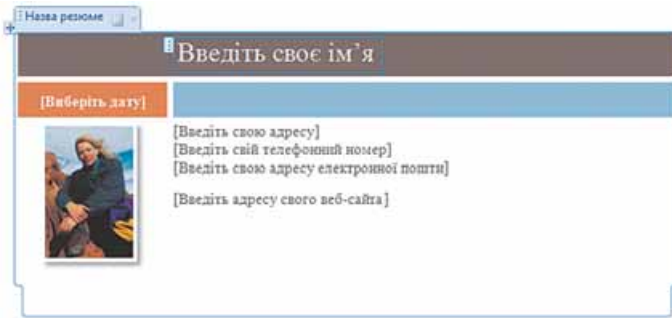 Назва резюме
Введіть своє ім’я
[Виберіть дату]
[Введіть свою адресу]
[Введіть свій телефонний номер]
[Введіть свою адресу електронної пошти]
[Введіть адресу свого веб-сайта]